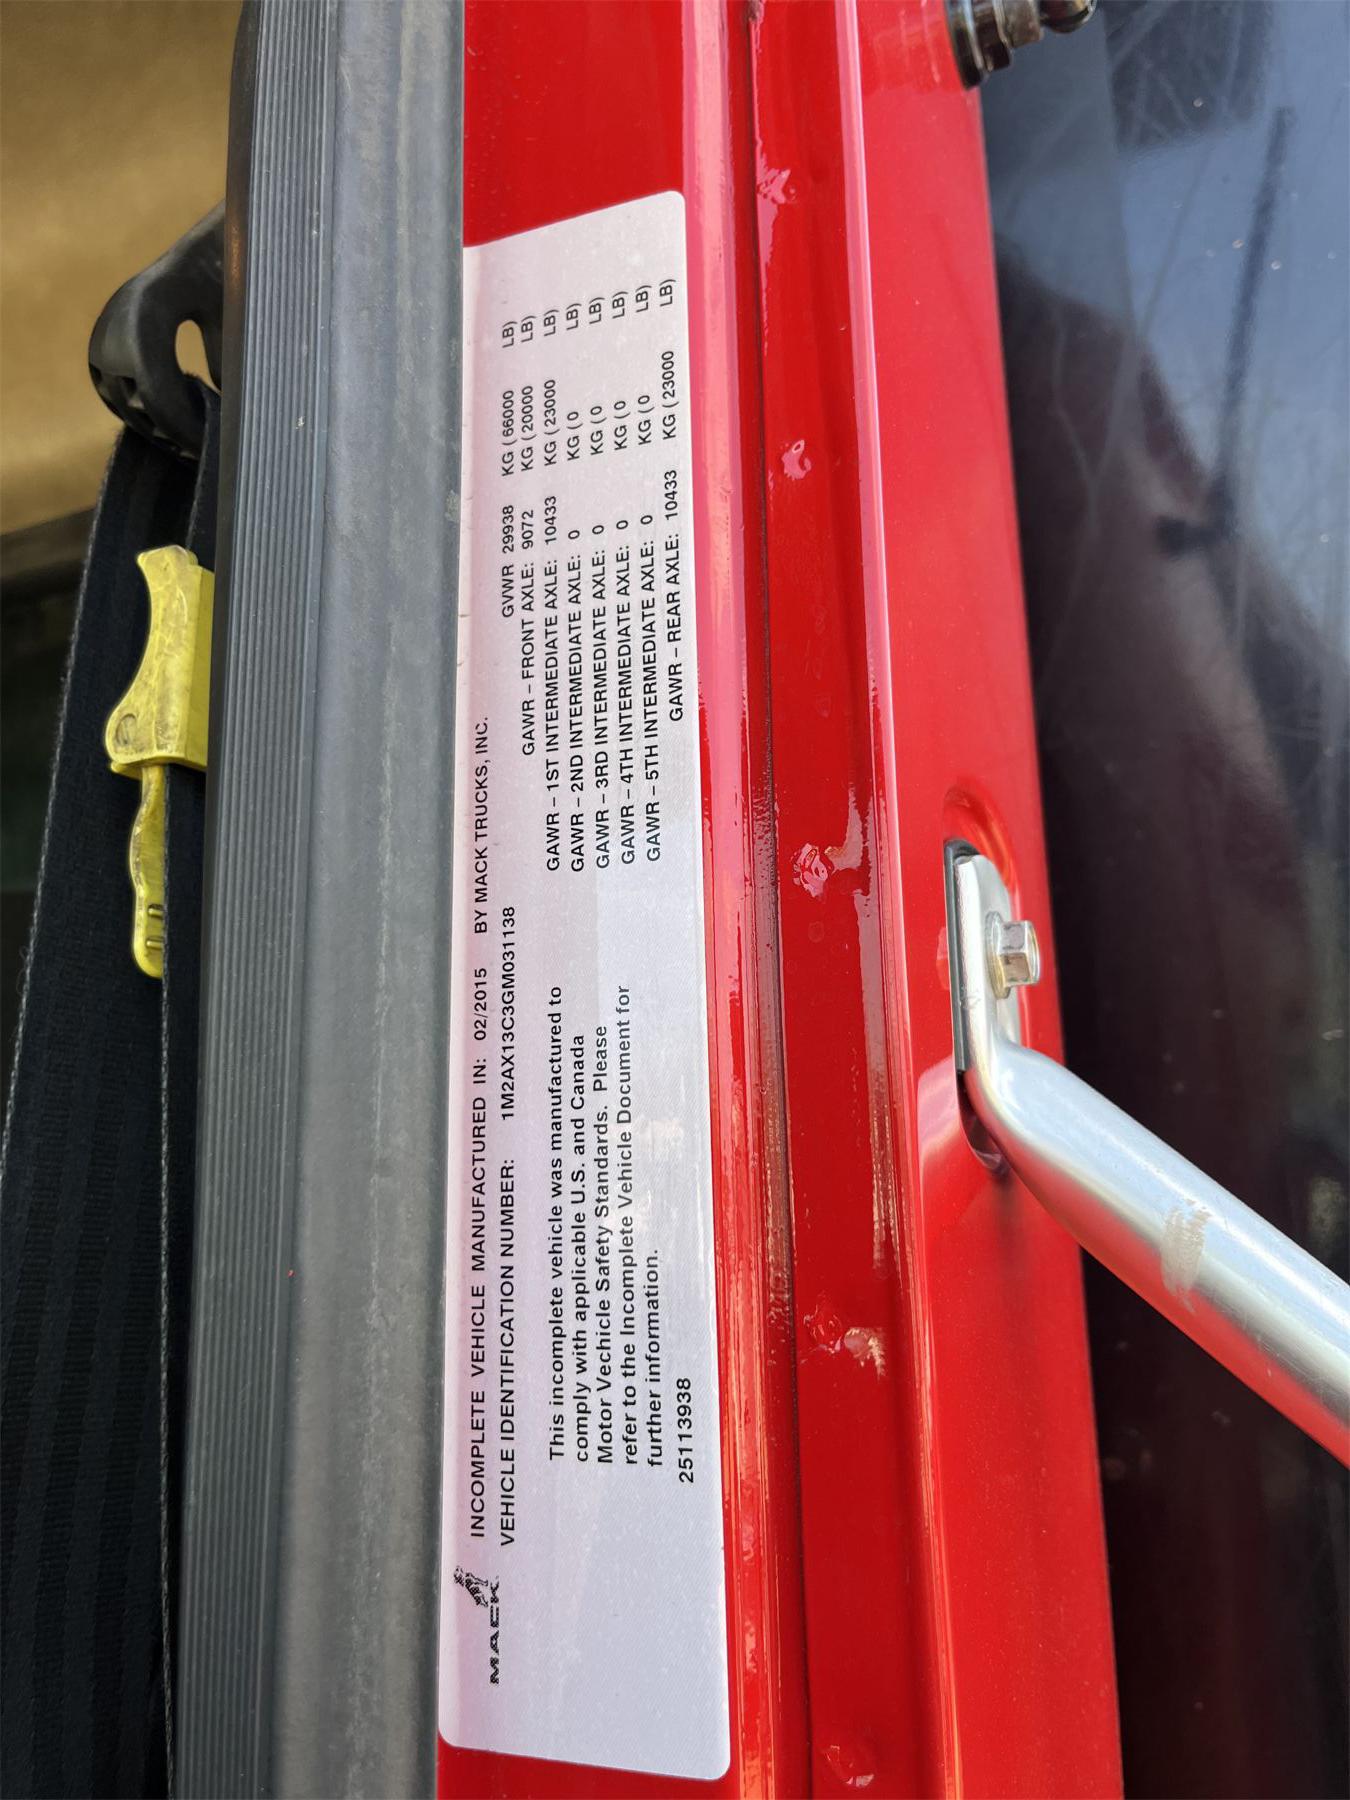 MACK
INCOMPLETE VEHICLE MANUFACTURED IN: 02/2015 BY MACK TRUCKS, INC.
VEHICLE IDENTIFICATION NUMBER: 1M2AX13C3GM031138
GVWR 29938 KG (66000 LB)
GAWR – FRONT AXLE: 9072 KG (20000 LB)
GAWR – 1ST INTERMEDIATE AXLE: 10433 KG (23000 LB)
GAWR – 2ND INTERMEDIATE AXLE: 0 KG (0 LB)
GAWR – 3RD INTERMEDIATE AXLE: 0 KG (0 LB)
GAWR – 4TH INTERMEDIATE AXLE: 0 KG (0 LB)
GAWR – 5TH INTERMEDIATE AXLE: 0 KG (0 LB)
GAWR – REAR AXLE: 10433 KG (23000 LB)
This incomplete vehicle was manufactured to
comply with applicable U.S. and Canada
Motor Vechicle Safety Standards. Please
refer to the Incomplete Vehicle Document for
further information.
25113938